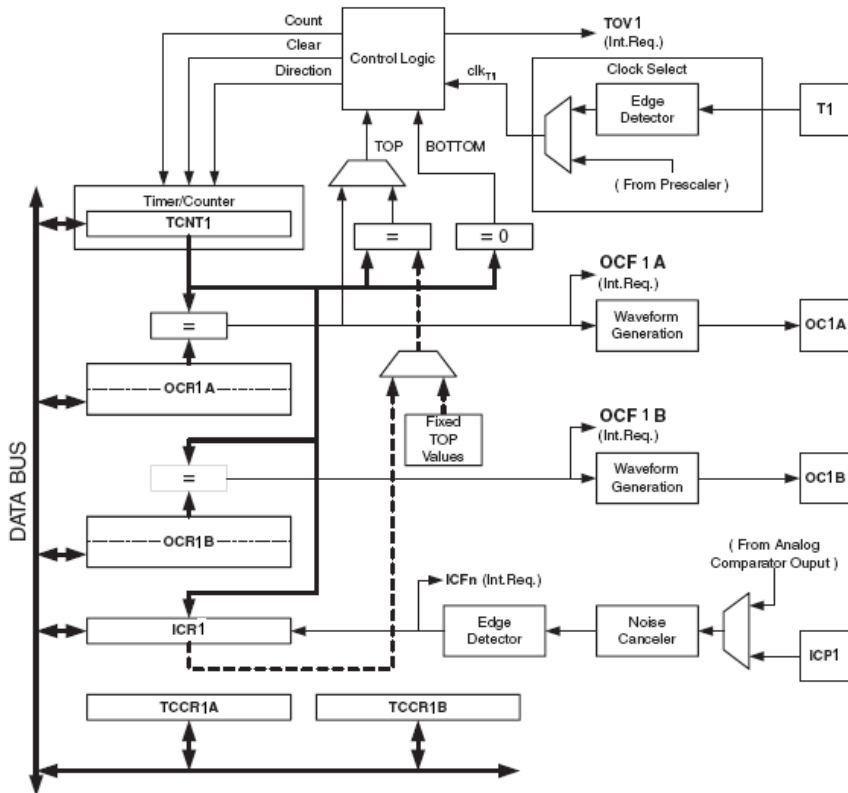 Count
Clear
Direction
Control Logic
TOV1
(Int.Req.)
clkT1
Clock Select
Edge
Detector
T1
( From Prescaler )
TOP
BOTTOM
Timer/Counter
TCNT1
=
= 0
=
OCF 1 A
(Int.Req.)
Waveform
Generation
OC1A
OCR1A
Fixed
TOP
Values
OCF 1 B
(Int.Req.)
=
Waveform
Generation
OC1B
DATA BUS
OCR1B
( From Analog
Comparator Ouput )
ICFn (Int.Req.)
ICR1
Edge
Detector
Noise
Canceler
ICP1
TCCR1A
TCCR1B